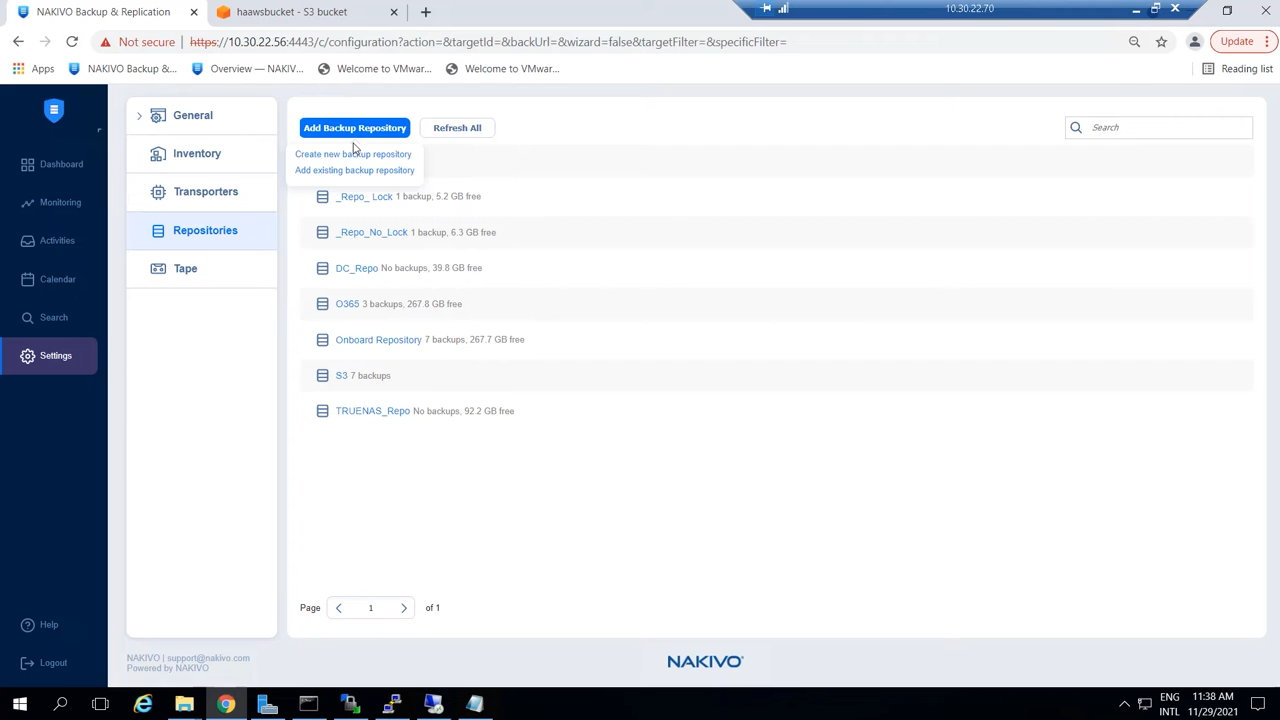 NAKIVO Backup & Replication
haawsbucket - S3 bucket
10.30.22.70
Not secure
https://10.30.22.56:4443/c/configuration?action=&targetId=&backUrl=&wizard=false&targetFilter=&specificFilter=
Update
Apps
NAKIVO Backup &...
Overview — NAKIV...
Welcome to VMwar...
Welcome to VMwar...
Reading list
Dashboard
Monitoring
Activities
Calendar
Search
Settings
Help
Logout
General
Inventory
Transporters
Repositories
Tape
Add Backup Repository
Refresh All
Search
Create new backup repository
Add existing backup repository
_Repo_ Lock 1 backup, 5.2 GB free
_Repo_No_Lock 1 backup, 6.3 GB free
DC_Repo No backups, 39.8 GB free
O365 3 backups, 267.8 GB free
Onboard Repository 7 backups, 267.7 GB free
S3 7 backups
TRUENAS_Repo No backups, 92.2 GB free
Page 1 of 1
NAKIVO | support@nakivo.com
Powered by NAKIVO
NAKIVO®
ENG
INTL
11:38 AM
11/29/2021